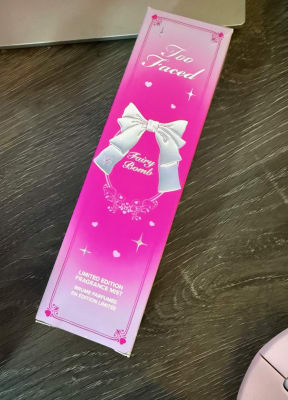 Too
Faced
Fairy
Bomb
LIMITED EDITION
FRAGRANCE MIST
BRUME PARFUMÉE
EN ÉDITION LIMITÉE